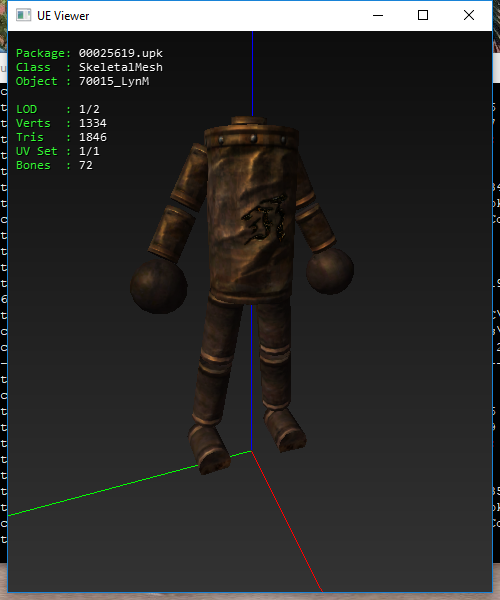 UE Viewer
Package: 00025619.upk
Class : SkeletalMesh
Object : 70015_LynM
LOD : 1/2
Verts : 1334
Tris : 1846
UV Set : 1/1
Bones : 72